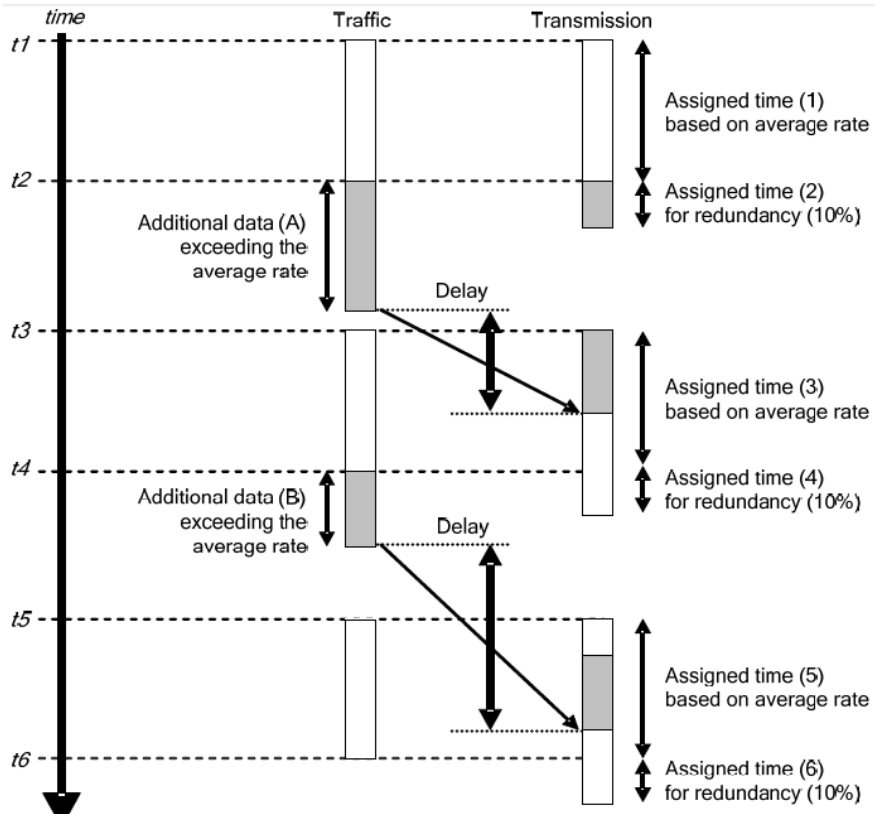 time
Traffic
Transmission
t1
Assigned time (1)
based on average rate
t2
Assigned time (2)
for redundancy (10%)
Additional data (A)
exceeding the
average rate
Delay
t3
Assigned time (3)
based on average rate
t4
Assigned time (4)
for redundancy (10%)
Additional data (B)
exceeding the
average rate
Delay
t5
Assigned time (5)
based on average rate
t6
Assigned time (6)
for redundancy (10%)